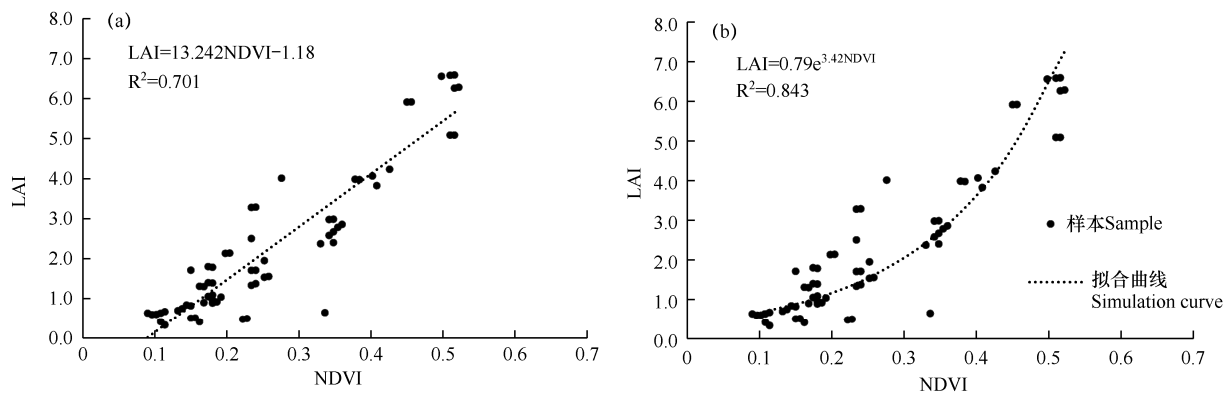 (a)
LAI=13.242NDVI−1.18
R²=0.701
8.0
7.0
6.0
5.0
4.0
3.0
2.0
1.0
0
LAI
0 0.1 0.2 0.3 0.4 0.5 0.6 0.7
NDVI
(b)
LAI=0.79e³·⁴²ᴺᴰⱽᴵ
R²=0.843
8.0
7.0
6.0
5.0
4.0
3.0
2.0
1.0
0
LAI
样本Sample
拟合曲线
Simulation curve
0 0.1 0.2 0.3 0.4 0.5 0.6 0.7
NDVI